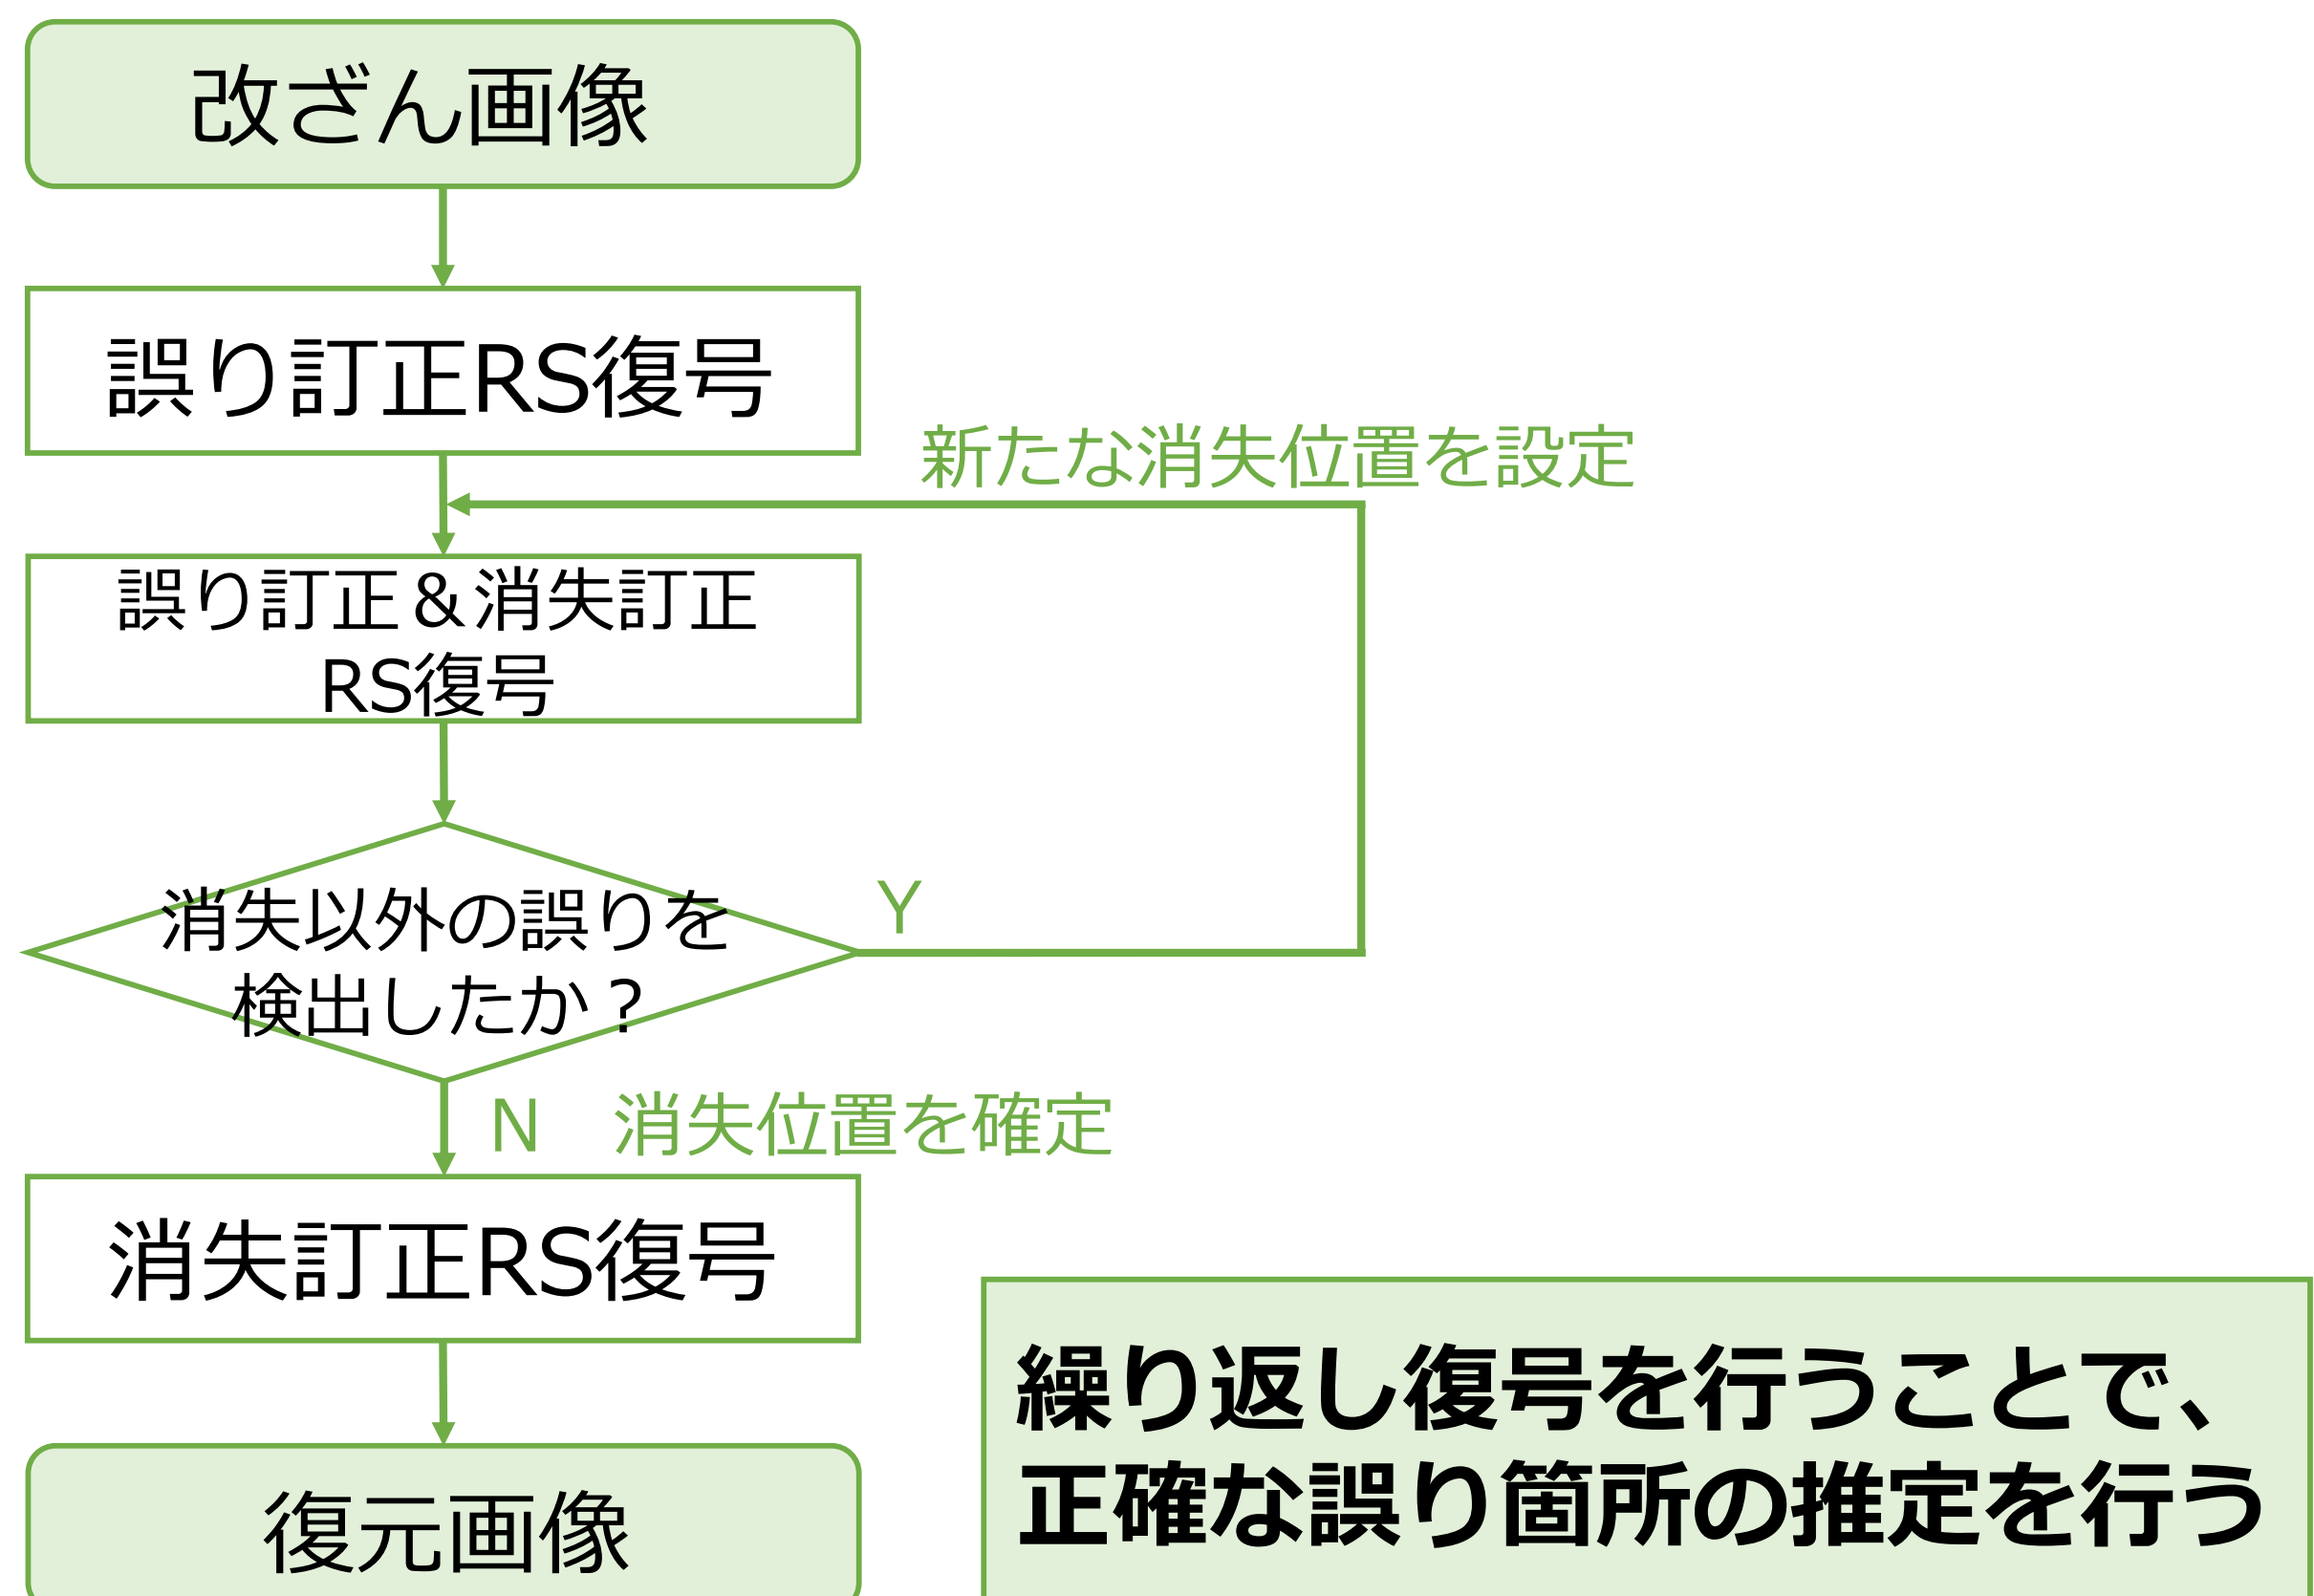 改ざん画像
誤り訂正RS復号
新たな消失位置を設定
誤り訂正&消失訂正
RS復号
消失以外の誤りを
検出したか？
Y
N 消失位置を確定
消失訂正RS復号
復元画像
繰り返し復号を行うことで、
正確な誤り箇所の確定を行う